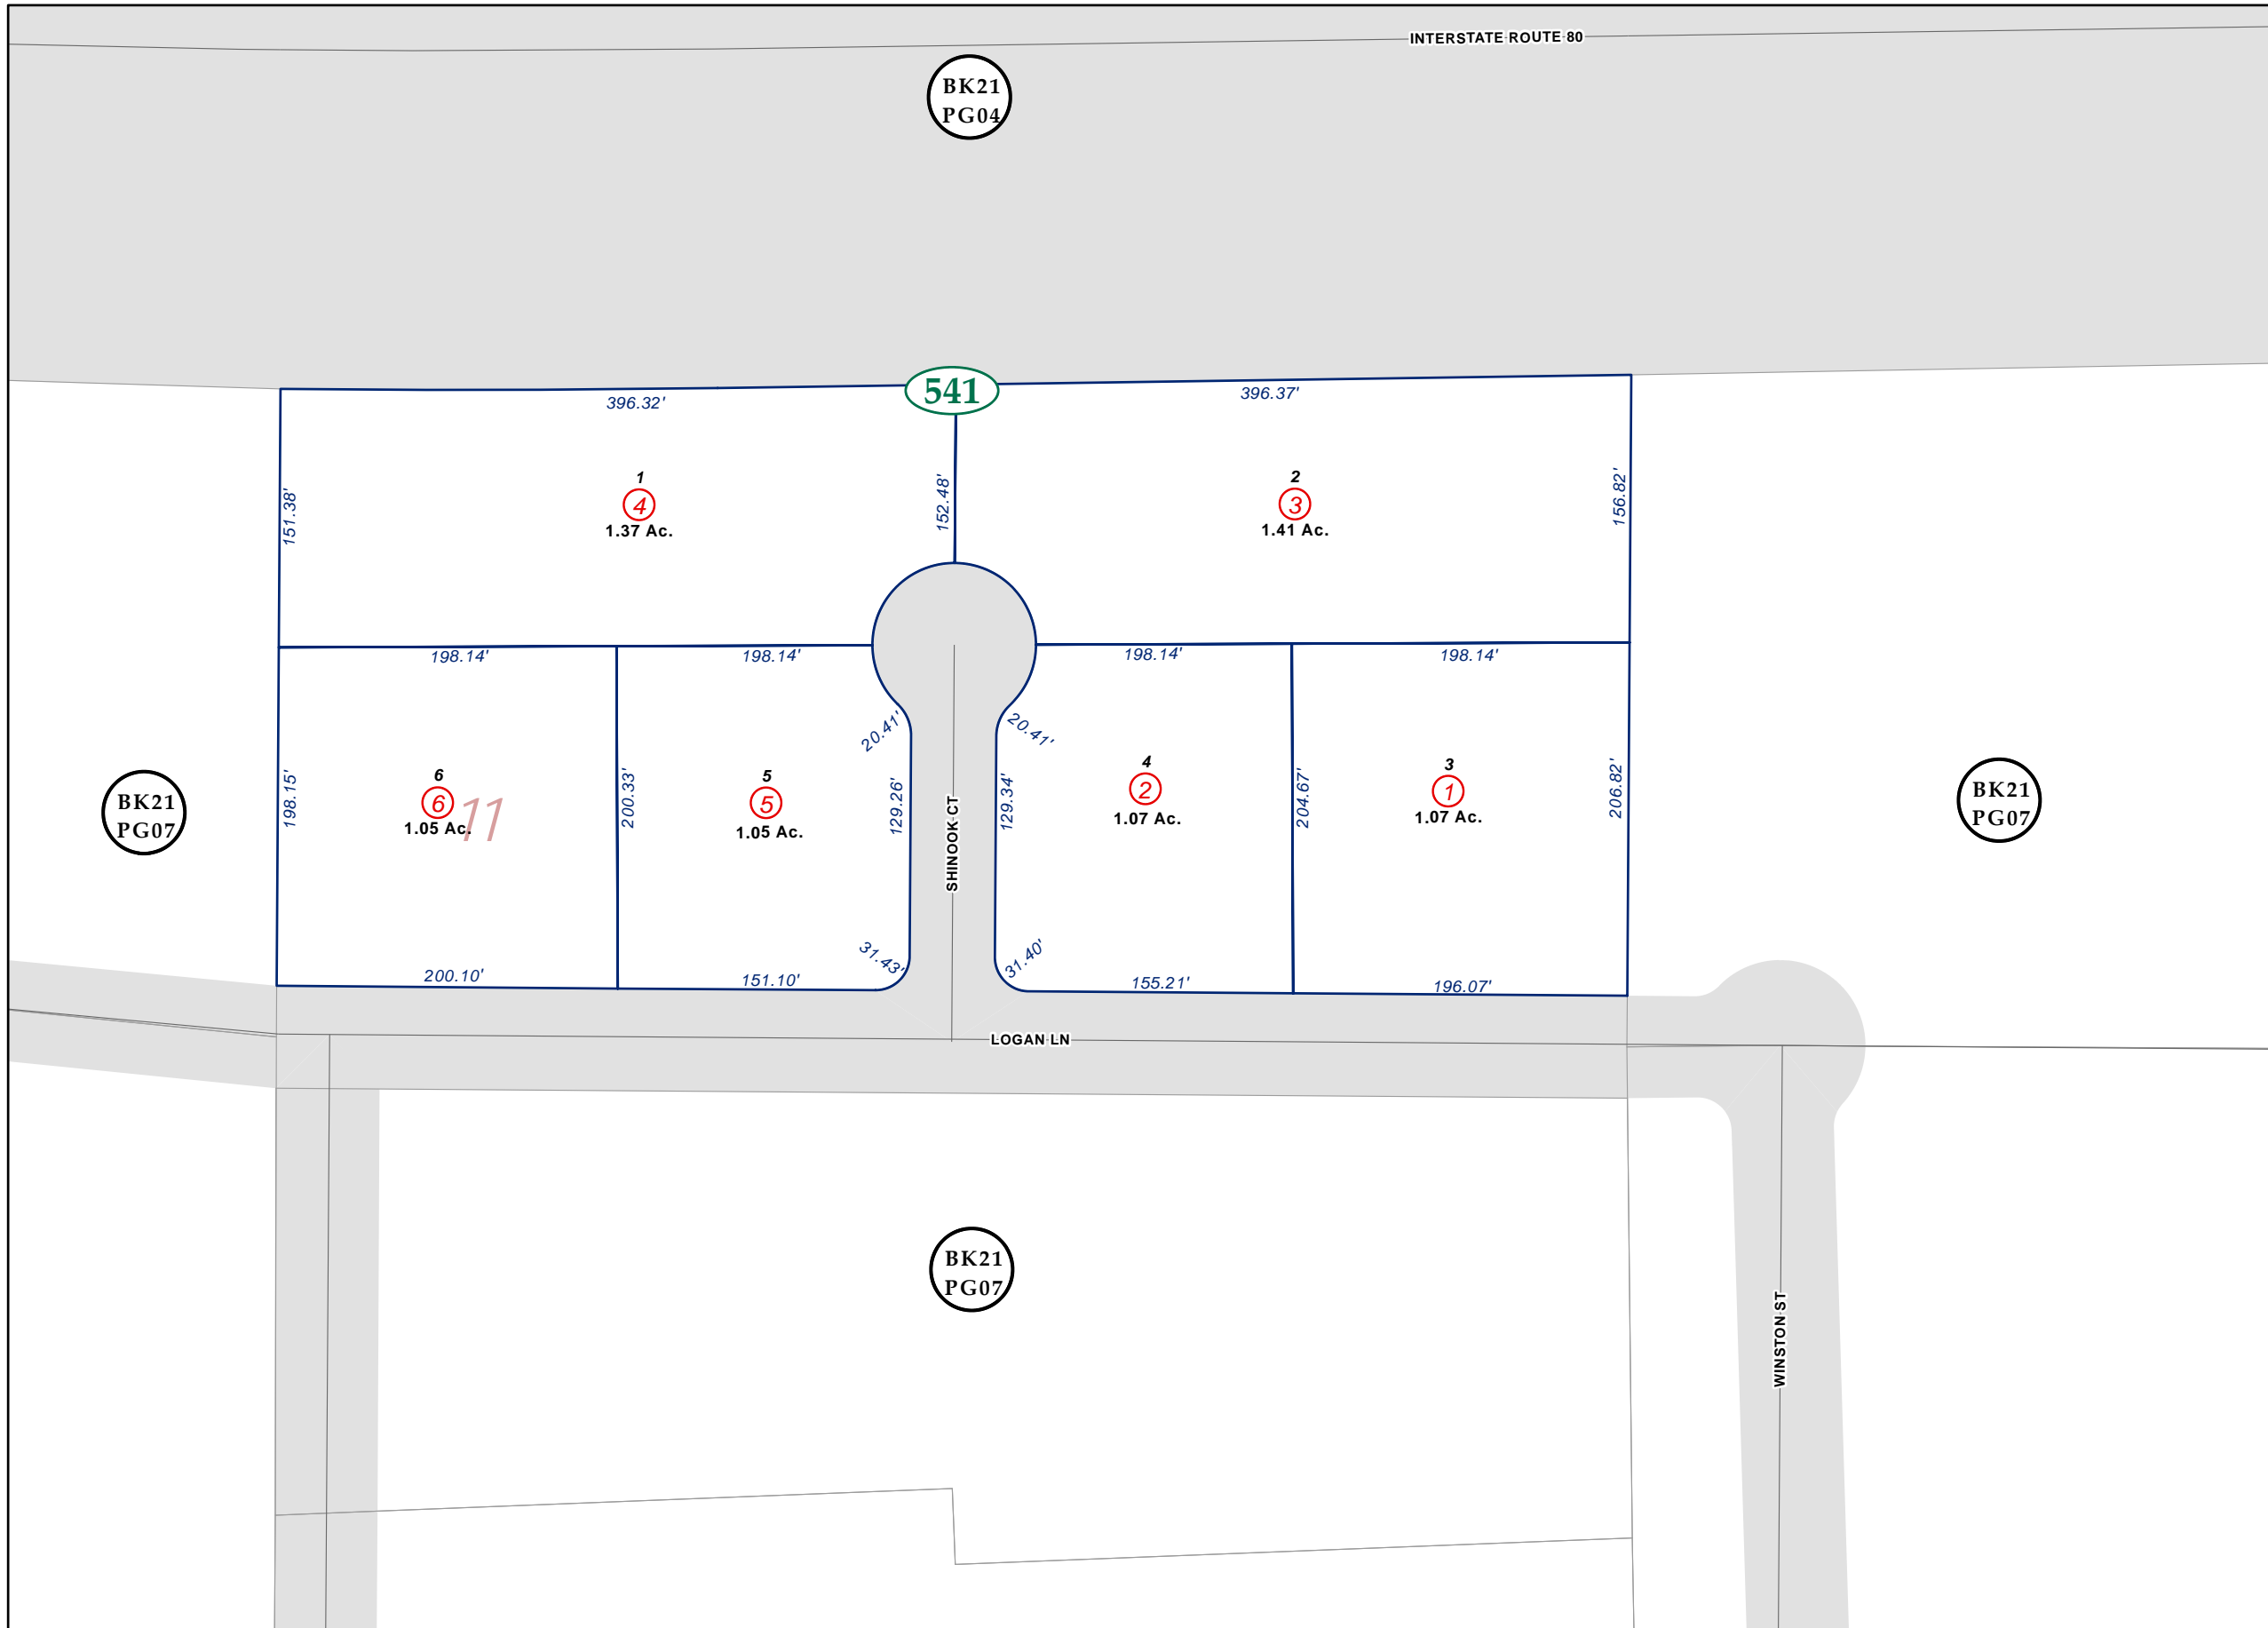 INTERSTATE ROUTE 80
BK21
PG04
541
396.32'
396.37'
151.38'
1
4
1.37 Ac.
152.48'
2
3
1.41 Ac.
156.82'
198.14'
198.14'
198.14'
198.14'
20.41'
20.41'
BK21
PG07
198.15'
6
6
1.05 Ac.
11
200.33'
5
5
1.05 Ac.
129.26'
SHINOOK CT
129.34'
4
2
1.07 Ac.
204.67'
3
1
1.07 Ac.
206.82'
BK21
PG07
200.10'
151.10'
31.43'
31.40'
155.21'
196.07'
LOGAN LN
BK21
PG07
WINSTON ST